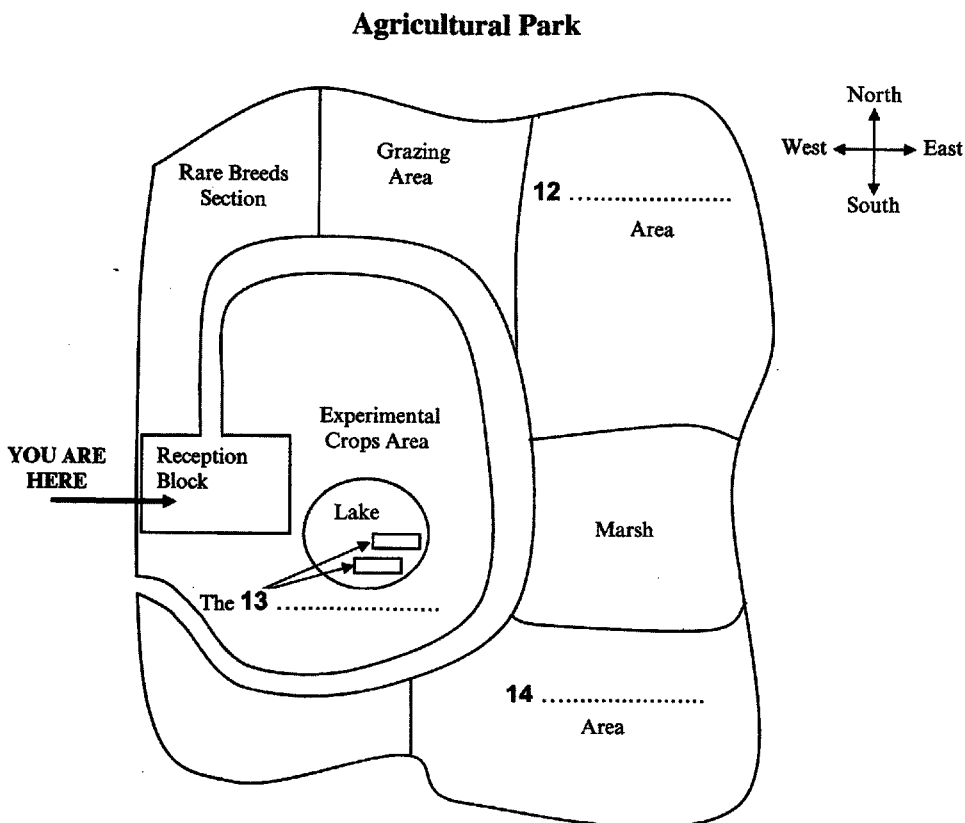 Agricultural Park
North
West
East
South
Rare Breeds
Section
Grazing
Area
12 ........................
Area
Experimental
Crops Area
YOU ARE
HERE
Reception
Block
Lake
Marsh
The 13 ........................
14 ........................
Area